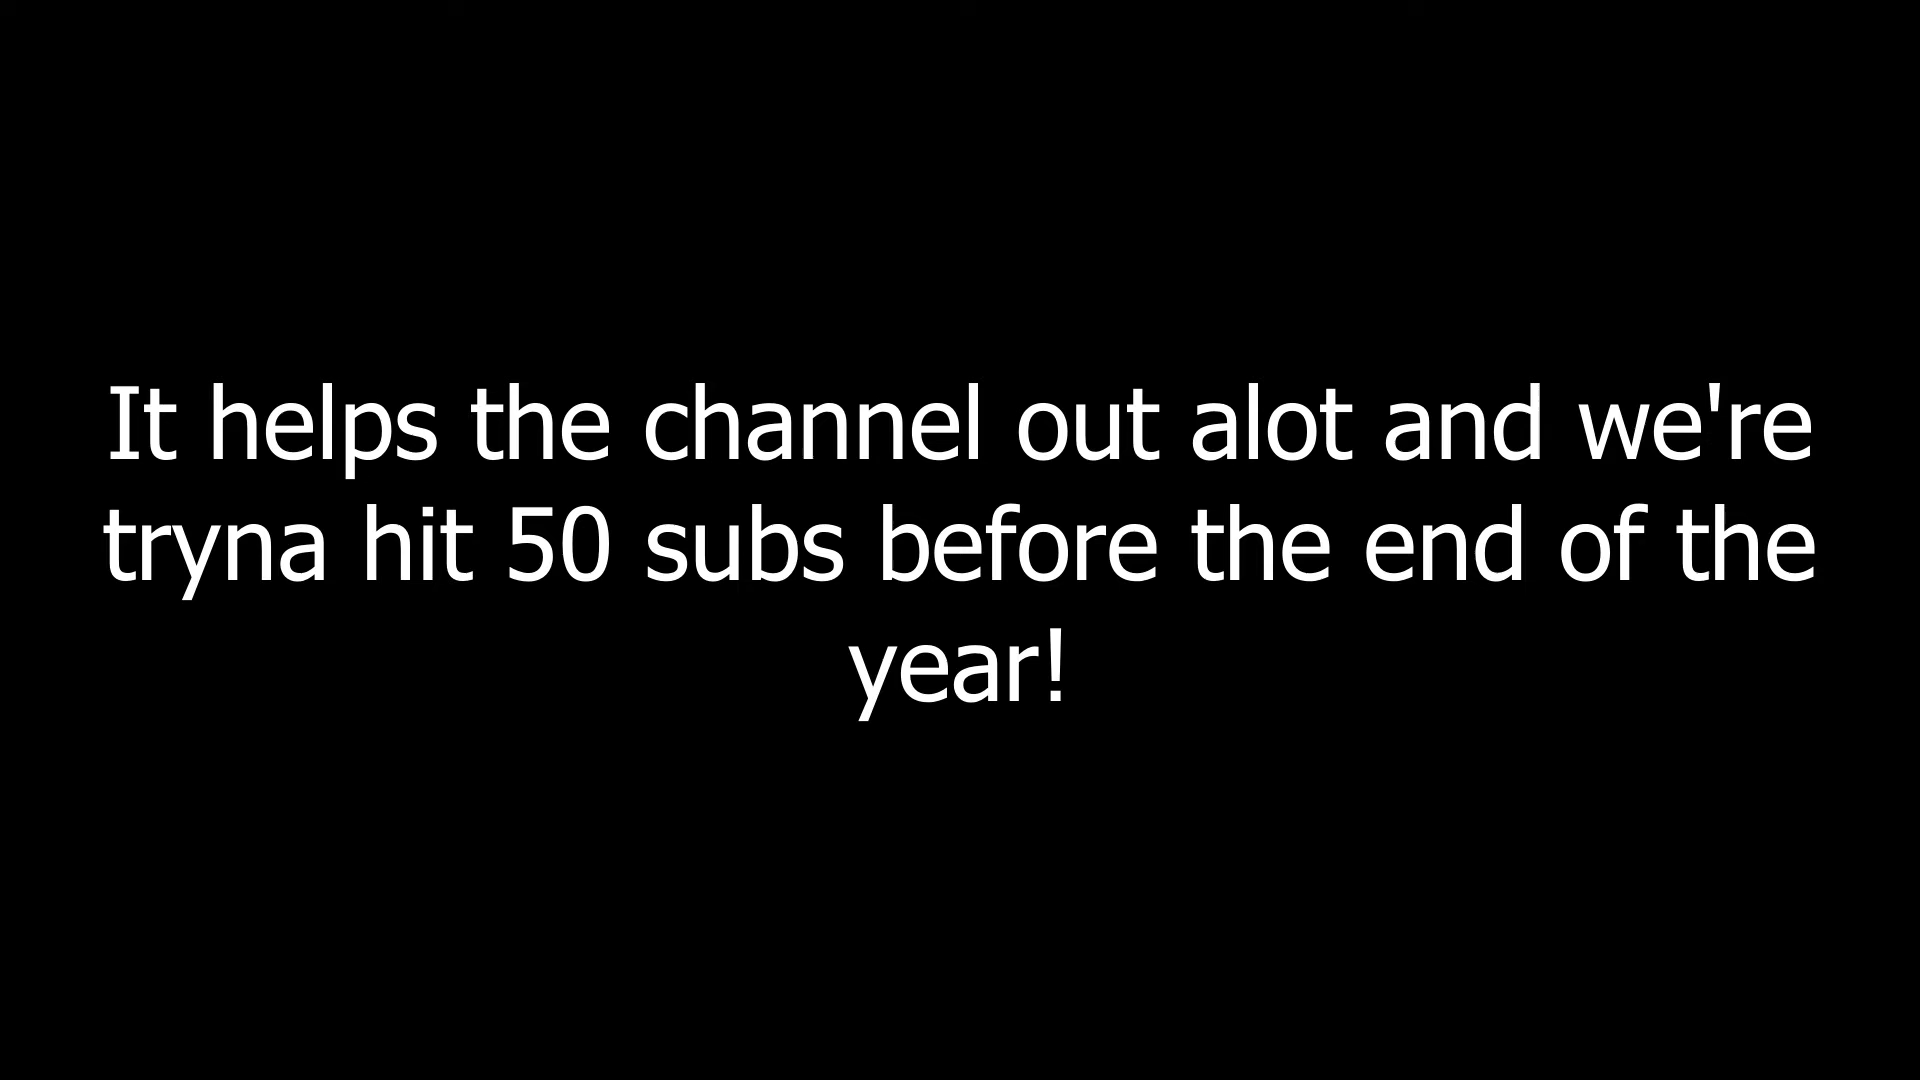 It helps the channel out alot and we're
tryna hit 50 subs before the end of the
year!